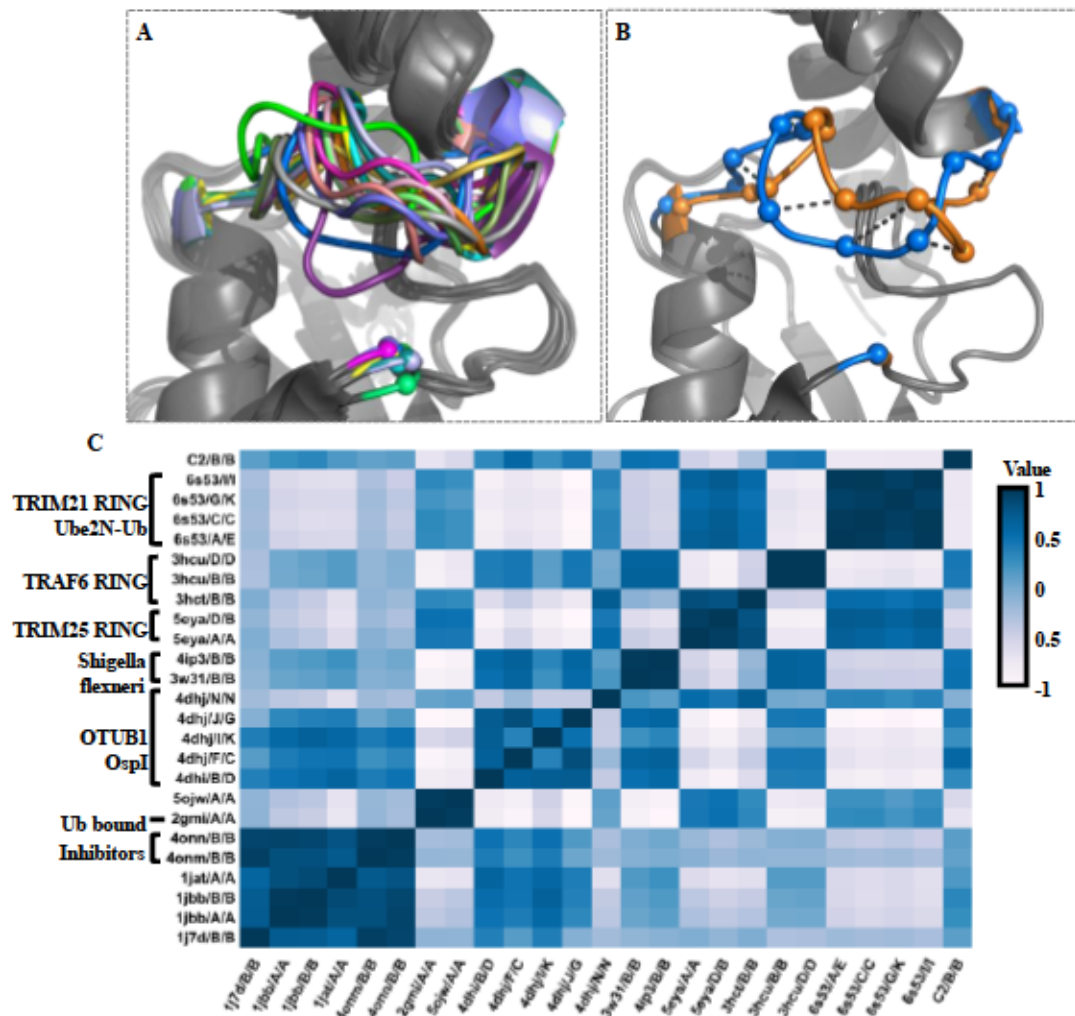 A
B
C
Value
1
0.5
0
0.5
-1
TRIM21 RING
Ube2N-Ub
TRAF6 RING
TRIM25 RING
Shigella
flexneri
OTUB1
OspI
Ub bound
Inhibitors
C2/B/B
6s53/I/I
6s53/G/K
6s53/C/C
6s53/A/E
3hcu/D/D
3hcu/B/B
3hct/B/B
5eya/D/B
5eya/A/A
4ip3/B/B
3w31/B/B
4dhj/N/N
4dhj/J/G
4dhj/I/K
4dhj/F/C
4dhi/B/D
5ojw/A/A
2gmi/A/A
4onn/B/B
4onm/B/B
1jat/A/A
1jbb/B/B
1jbb/A/A
1j7d/B/B
1j7d/B/B
1jbb/A/A
1jbb/B/B
1jat/A/A
4onm/B/B
4onn/B/B
2gmi/A/A
5ojw/A/A
4dhi/B/D
4dhj/F/C
4dhj/I/K
4dhj/J/G
4dhj/N/N
3w31/B/B
4ip3/B/B
5eya/A/A
5eya/D/B
3hct/B/B
3hcu/B/B
3hcu/D/D
6s53/A/E
6s53/C/C
6s53/G/K
6s53/I/I
C2/B/B